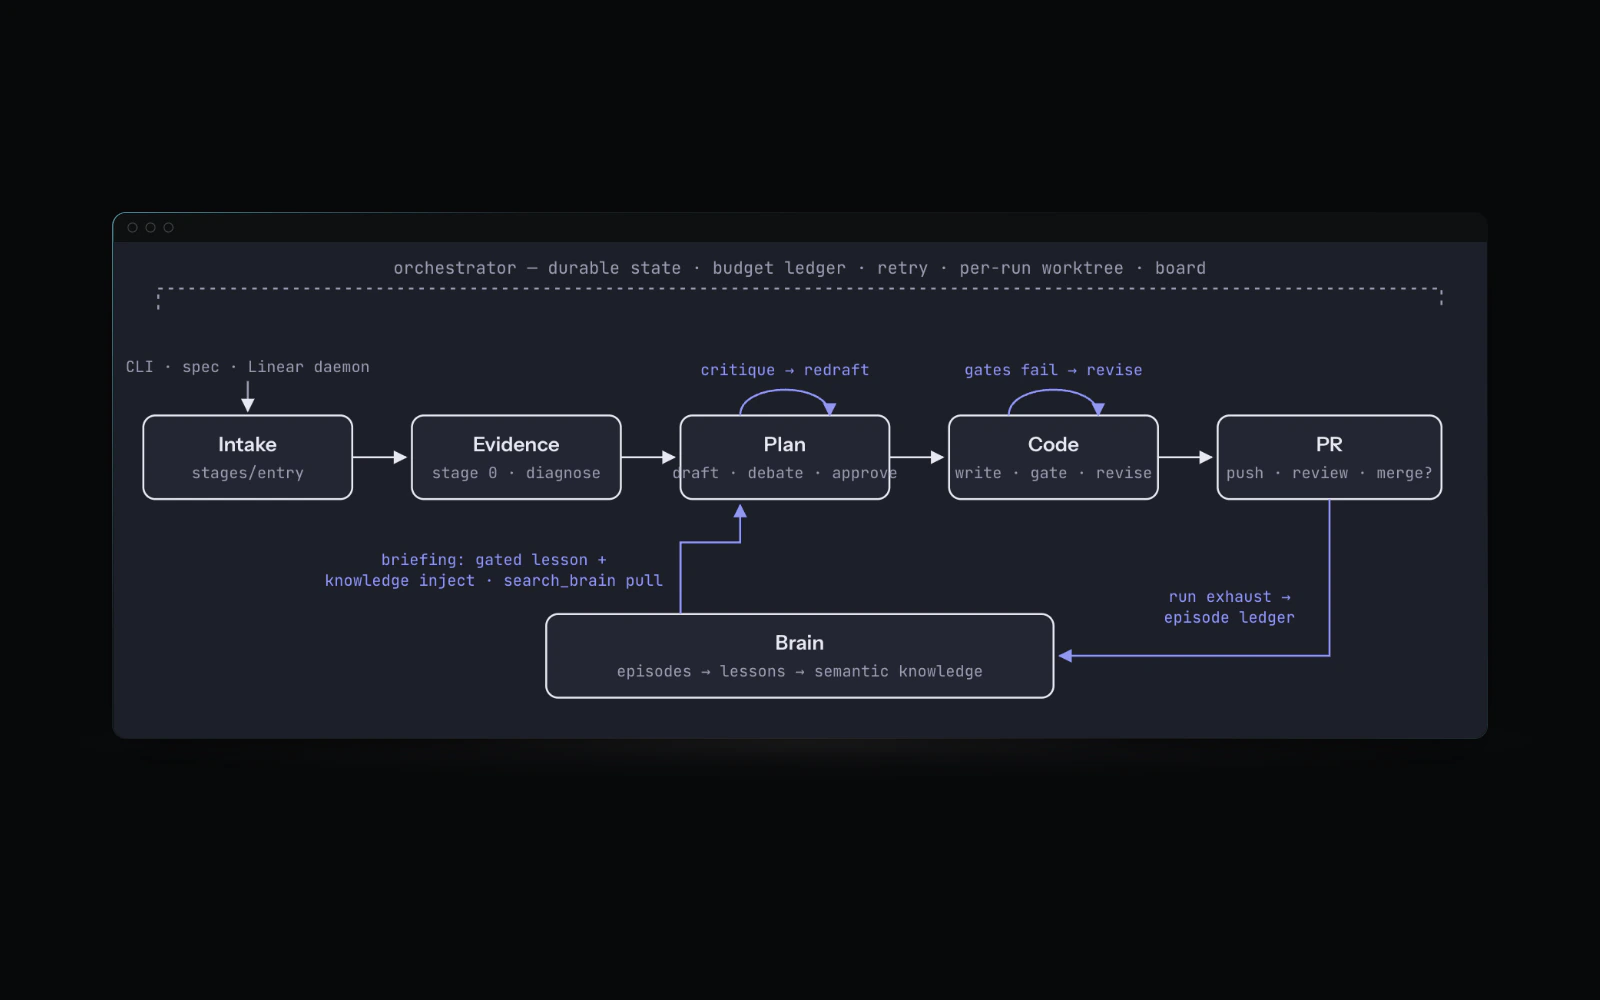 orchestrator — durable state · budget ledger · retry · per-run worktree · board
CLI · spec · Linear daemon
critique → redraft
gates fail → revise
Intake
stages/entry
Evidence
stage 0 · diagnose
Plan
draft · debate · approve
Code
write · gate · revise
PR
push · review · merge?
briefing: gated lesson +
knowledge inject · search_brain pull
run exhaust →
episode ledger
Brain
episodes → lessons → semantic knowledge